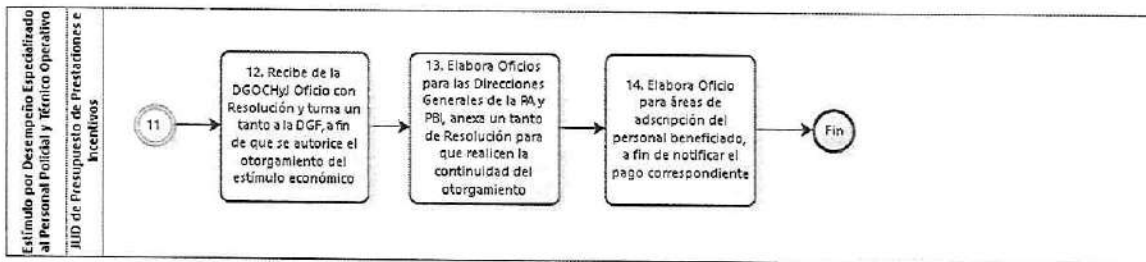 Estímulo por Desempeño Especializado
al Personal Policial y Técnico Operativo
JUD de Presupuesto de Prestaciones e
Incentivos
11
12. Recibe de la
DGOCHyJ Oficio con
Resolución y turna un
tanto a la DGF, a fin
de que se autorice el
otorgamiento del
estímulo económico
13. Elabora Oficios
para las Direcciones
Generales de la PA y
PBI, anexa un tanto
de Resolución para
que realicen la
continuidad del
otorgamiento
14. Elabora Oficio
para áreas de
adscripción del
personal beneficiado,
a fin de notificar el
pago correspondiente
Fin